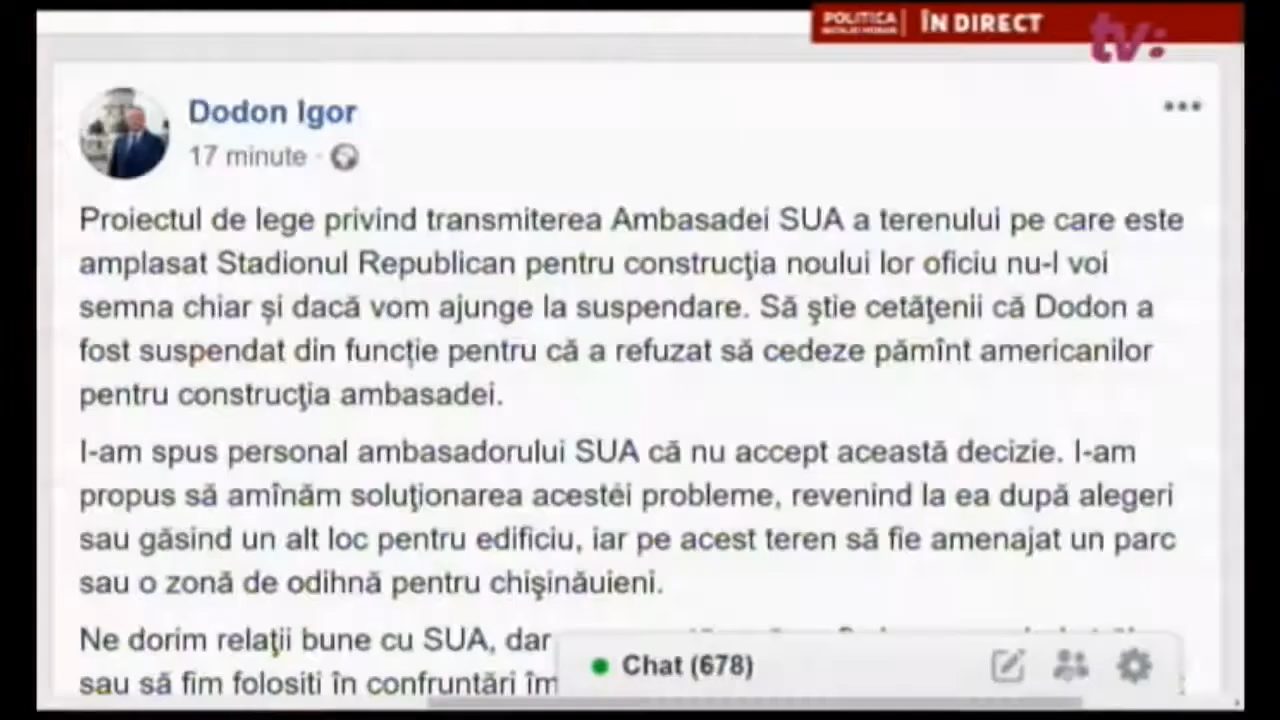 POLITICA
ÎN DIRECT
tv:
Dodon Igor
17 minute ·
Proiectul de lege privind transmiterea Ambasadei SUA a terenului pe care este
amplasat Stadionul Republican pentru construcţia noului lor oficiu nu-l voi
semna chiar și dacă vom ajunge la suspendare. Să ştie cetăţenii că Dodon a
fost suspendat din funcție pentru că a refuzat să cedeze pămînt americanilor
pentru construcţia ambasadei.
I-am spus personal ambasadorului SUA că nu accept această decizie. I-am
propus să amînăm soluţionarea acestei probleme, revenind la ea după alegeri
sau găsind un alt loc pentru edificiu, iar pe acest teren să fie amenajat un parc
sau o zonă de odihnă pentru chişinăuieni.
Ne dorim relaţii bune cu SUA, dar
sau să fim folositi în confruntări îm
Chat (678)